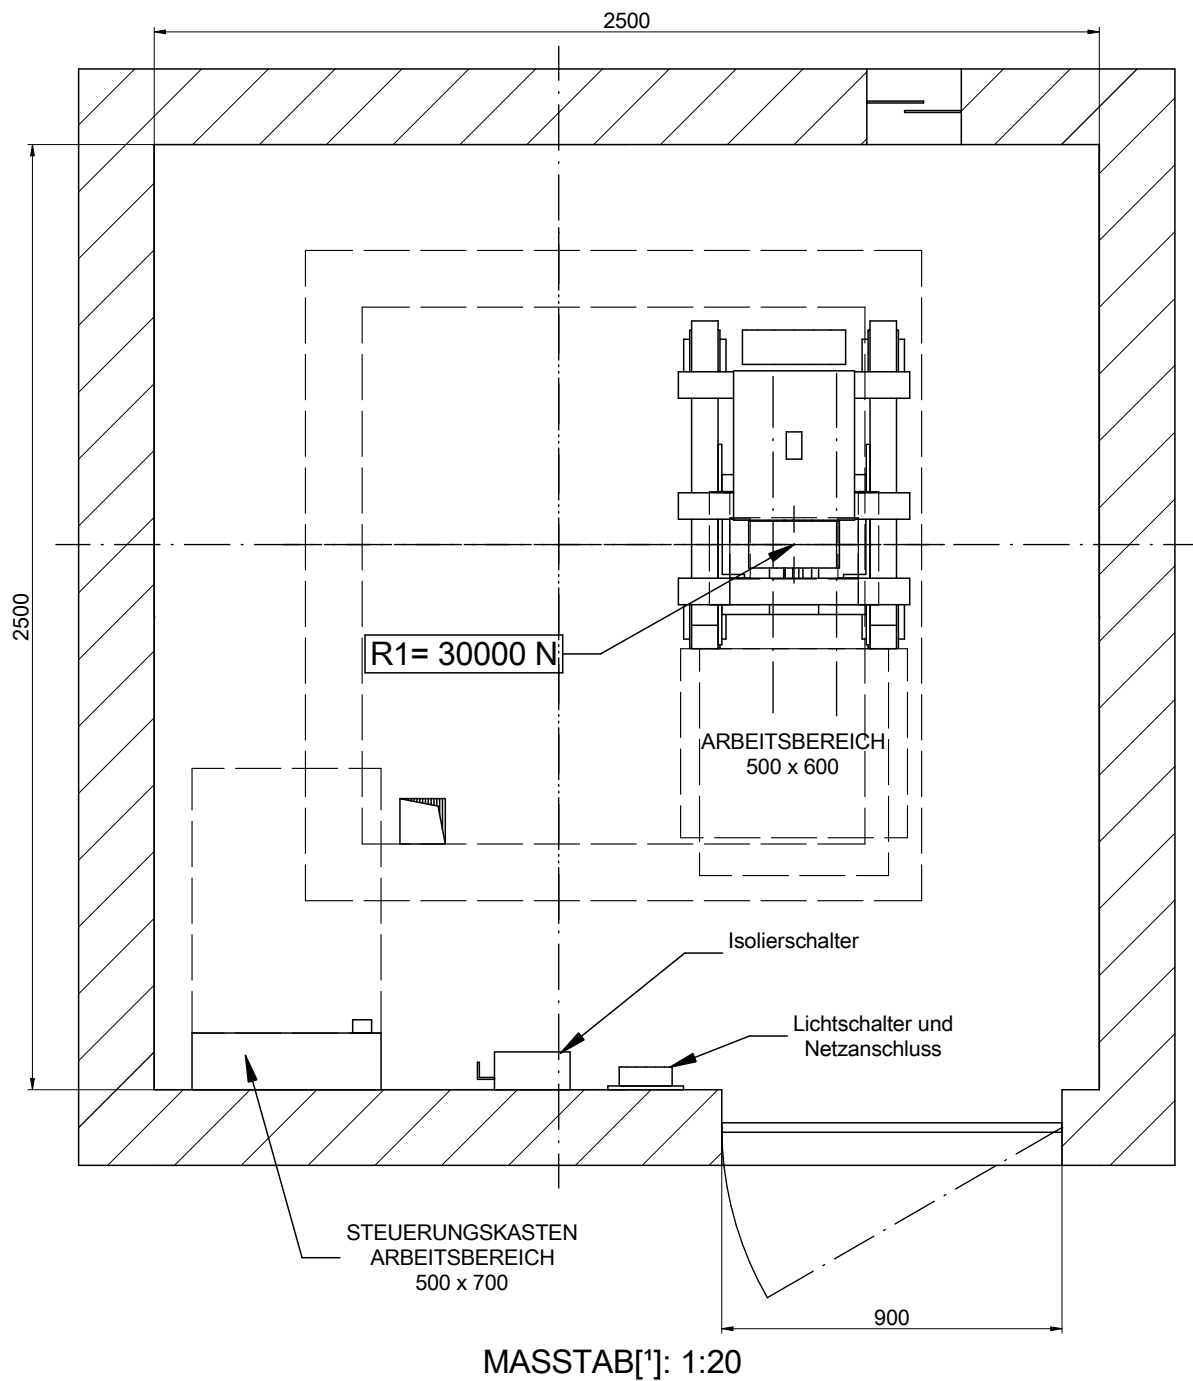 2500
2500
R1= 30000 N
ARBEITSBEREICH
500 x 600
Isolierschalter
Lichtschalter und
Netzanschluss
STEUERUNGSKASTEN
ARBEITSBEREICH
500 x 700
900
MASSTAB[¹]: 1:20